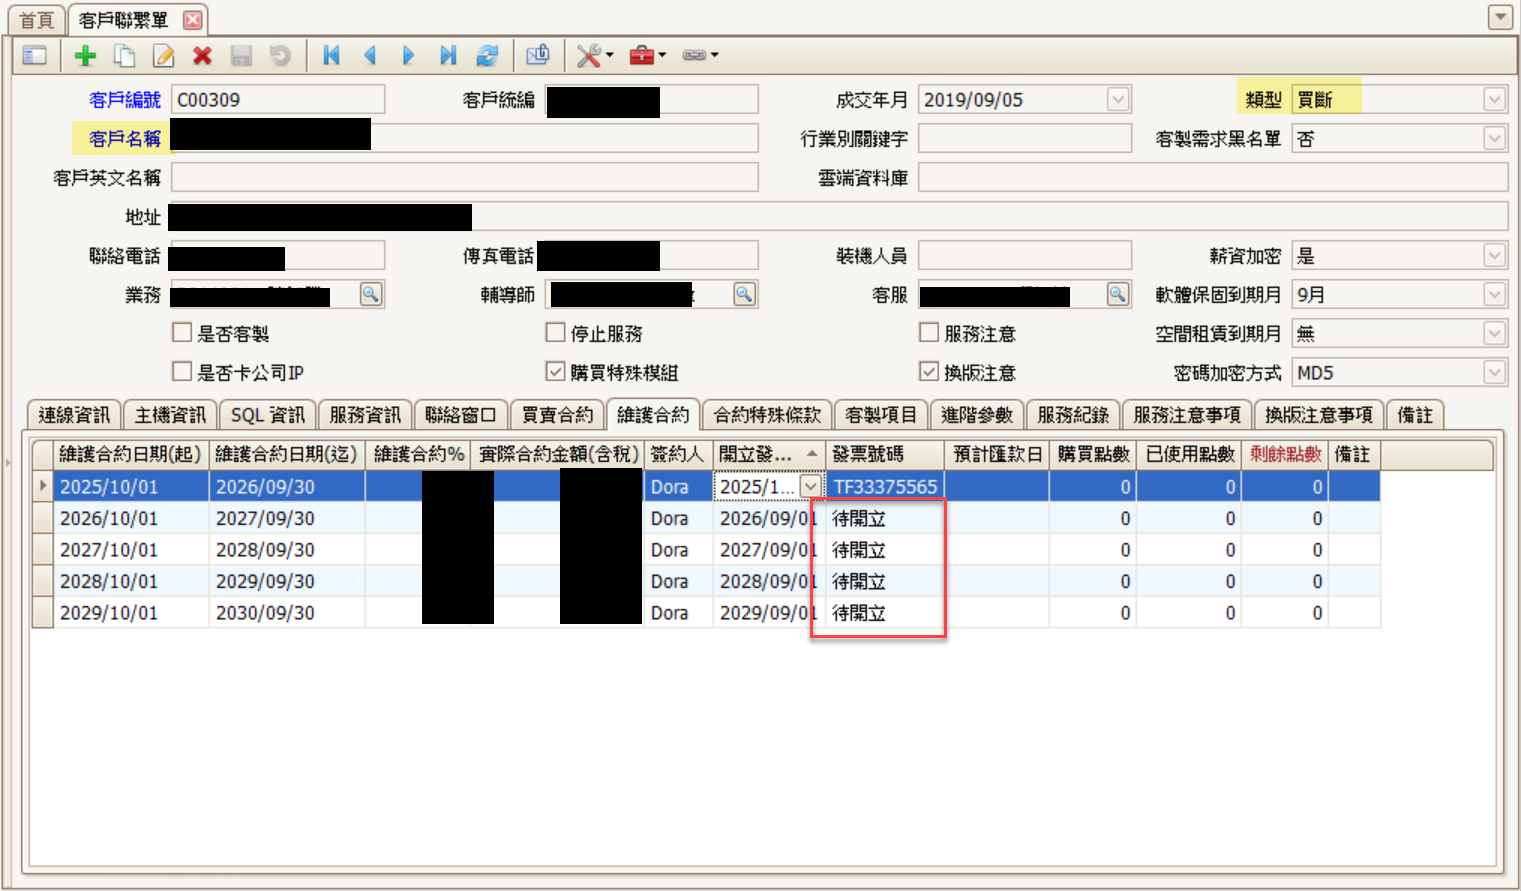 首頁 客戶聯繫單
客戶編號 C00309 客戶統編 成交年月 2019/09/05 類型 買斷
客戶名稱 行業別關鍵字 客製需求黑名單 否
客戶英文名稱 雲端資料庫
地址
聯絡電話 傳真電話 裝機人員 薪資加密 是
業務 輔導師 客服 軟體保固到期月 9月
是否客製 停止服務 服務注意 空間租賃到期月 無
是否卡公司IP 購買特殊模組 換版注意 密碼加密方式 MD5
連線資訊 主機資訊 SQL 資訊 服務資訊 聯絡窗口 買賣合約 維護合約 合約特殊條款 客製項目 進階參數 服務紀錄 服務注意事項 換版注意事項 備註
維護合約日期(起) 維護合約日期(迄) 維護合約% 實際合約金額(含稅) 簽約人 開立發... 發票號碼 預計匯款日 購買點數 已使用點數 剩餘點數 備註
2025/10/01 2026/09/30 Dora 2025/1... TF33375565 0 0 0
2026/10/01 2027/09/30 Dora 2026/09/01 待開立 0 0 0
2027/10/01 2028/09/30 Dora 2027/09/01 待開立 0 0 0
2028/10/01 2029/09/30 Dora 2028/09/01 待開立 0 0 0
2029/10/01 2030/09/30 Dora 2029/09/01 待開立 0 0 0